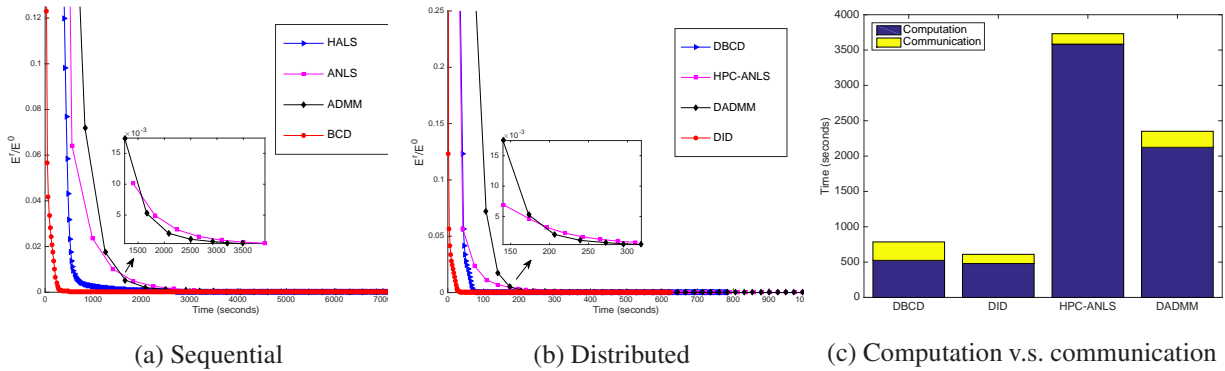 0.12
0.1
0.08
0.06
0.04
0.02
0
E^r/E^0
HALS
ANLS
ADMM
BCD
×10^-3
15
10
5
1500 2000 2500 3000 3500
0 1000 2000 3000 4000 5000 6000 7000
Time (seconds)
(a) Sequential
0.25
0.2
0.15
0.1
0.05
0
E^r/E^0
DBCD
HPC-ANLS
DADMM
DID
×10^-3
15
10
5
150 200 250 300
0 100 200 300 400 500 600 700 800 900
Time (seconds)
(b) Distributed
4000
3500
3000
2500
2000
1500
1000
500
0
Time (seconds)
Computation
Communication
DBCD DID HPC-ANLS DADMM
(c) Computation v.s. communication